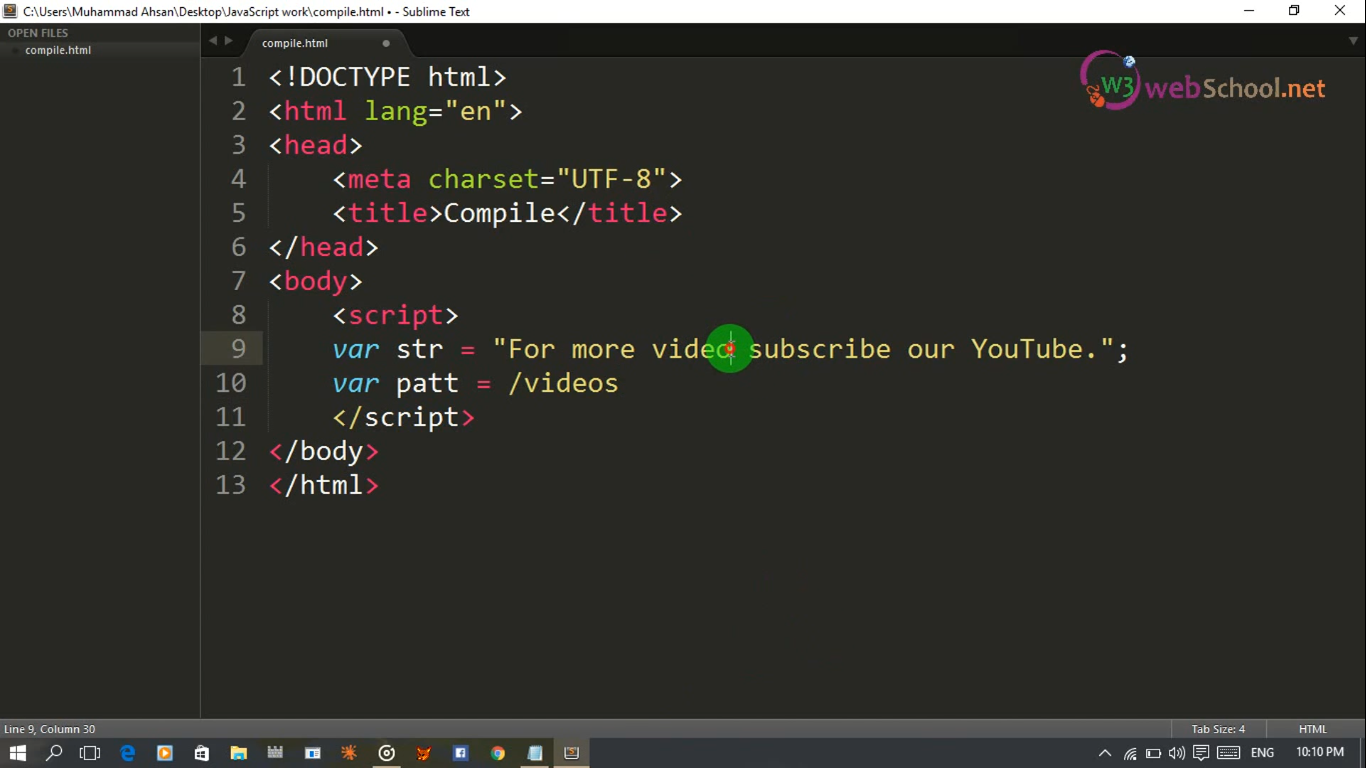 C:\Users\Muhammad Ahsan\Desktop\JavaScript work\compile.html • - Sublime Text
OPEN FILES
compile.html
compile.html
W3 webSchool.net
1 <!DOCTYPE html>
2 <html lang="en">
3 <head>
4 <meta charset="UTF-8">
5 <title>Compile</title>
6 </head>
7 <body>
8 <script>
9 var str = "For more video subscribe our YouTube.";
10 var patt = /videos
11 </script>
12 </body>
13 </html>
Line 9, Column 30
Tab Size: 4
HTML
ENG
10:10 PM